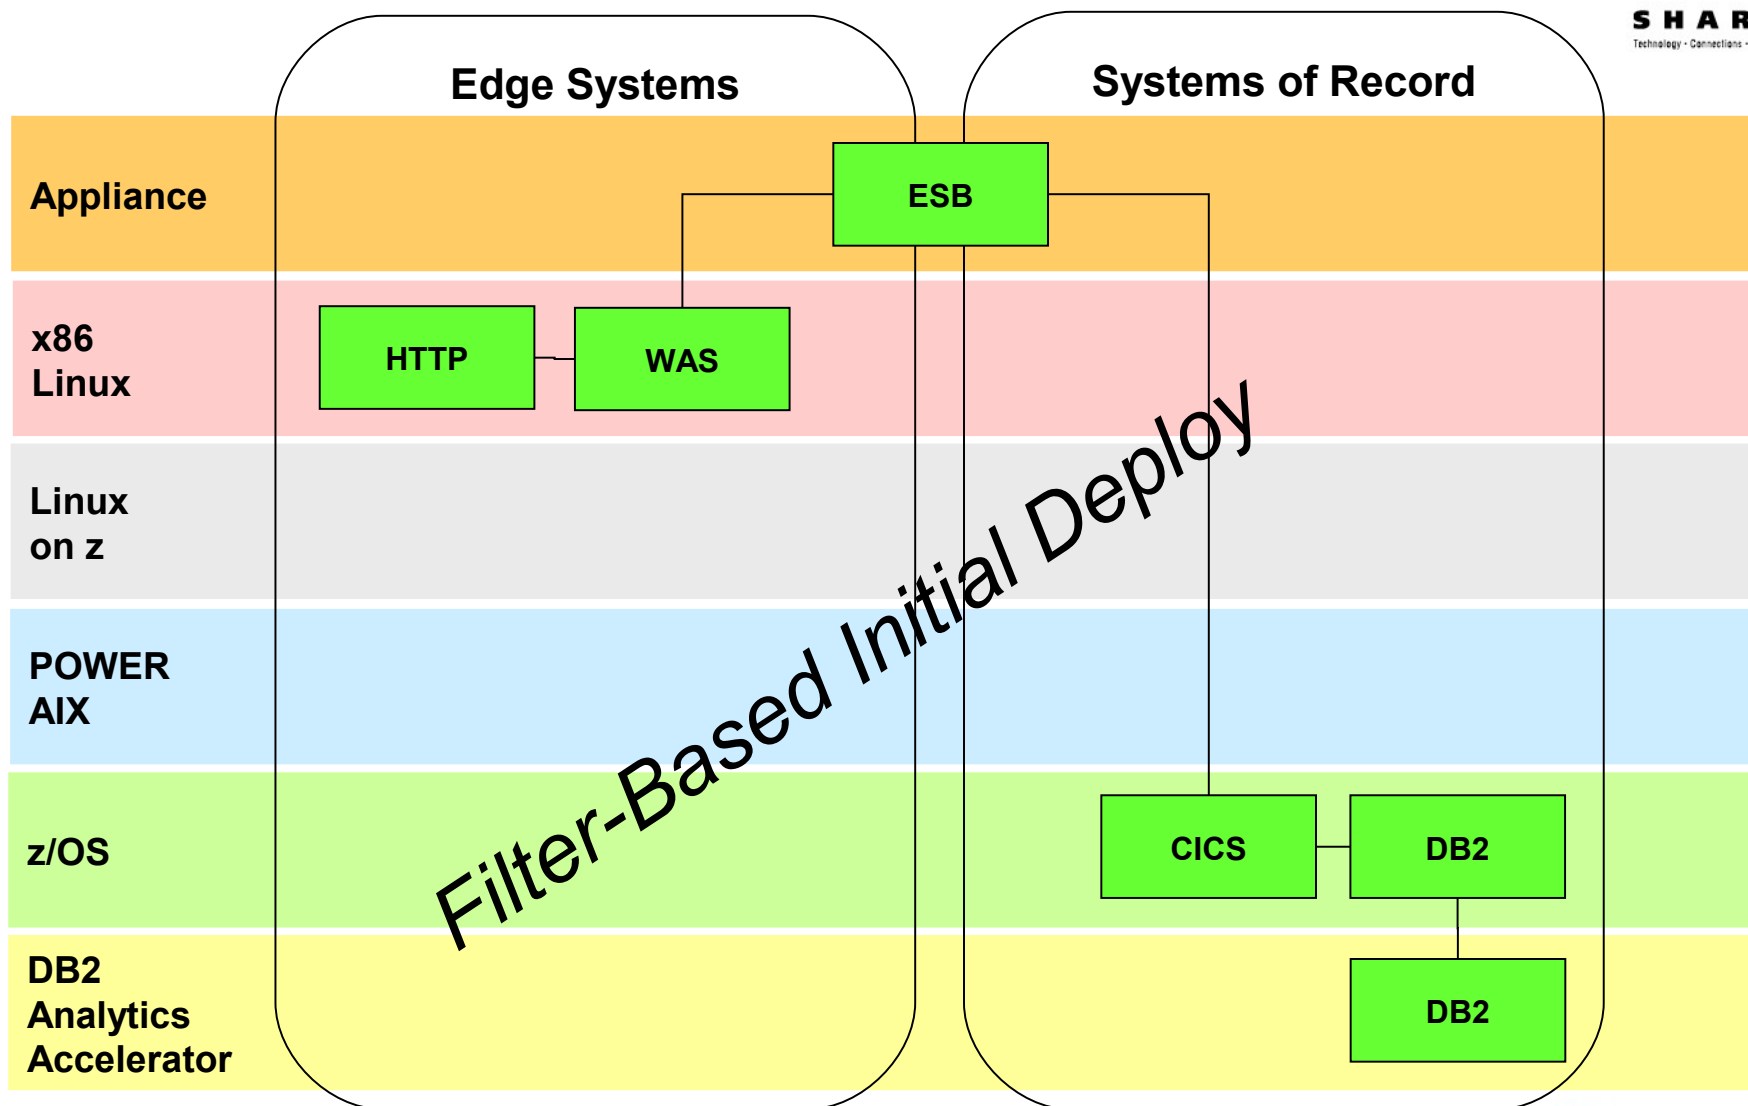 SHAR
Technology · Connections ·
Edge Systems
Systems of Record
Appliance
ESB
x86
Linux
HTTP
WAS
Linux
on z
Filter-Based Initial Deploy
POWER
AIX
z/OS
CICS
DB2
DB2
Analytics
Accelerator
DB2